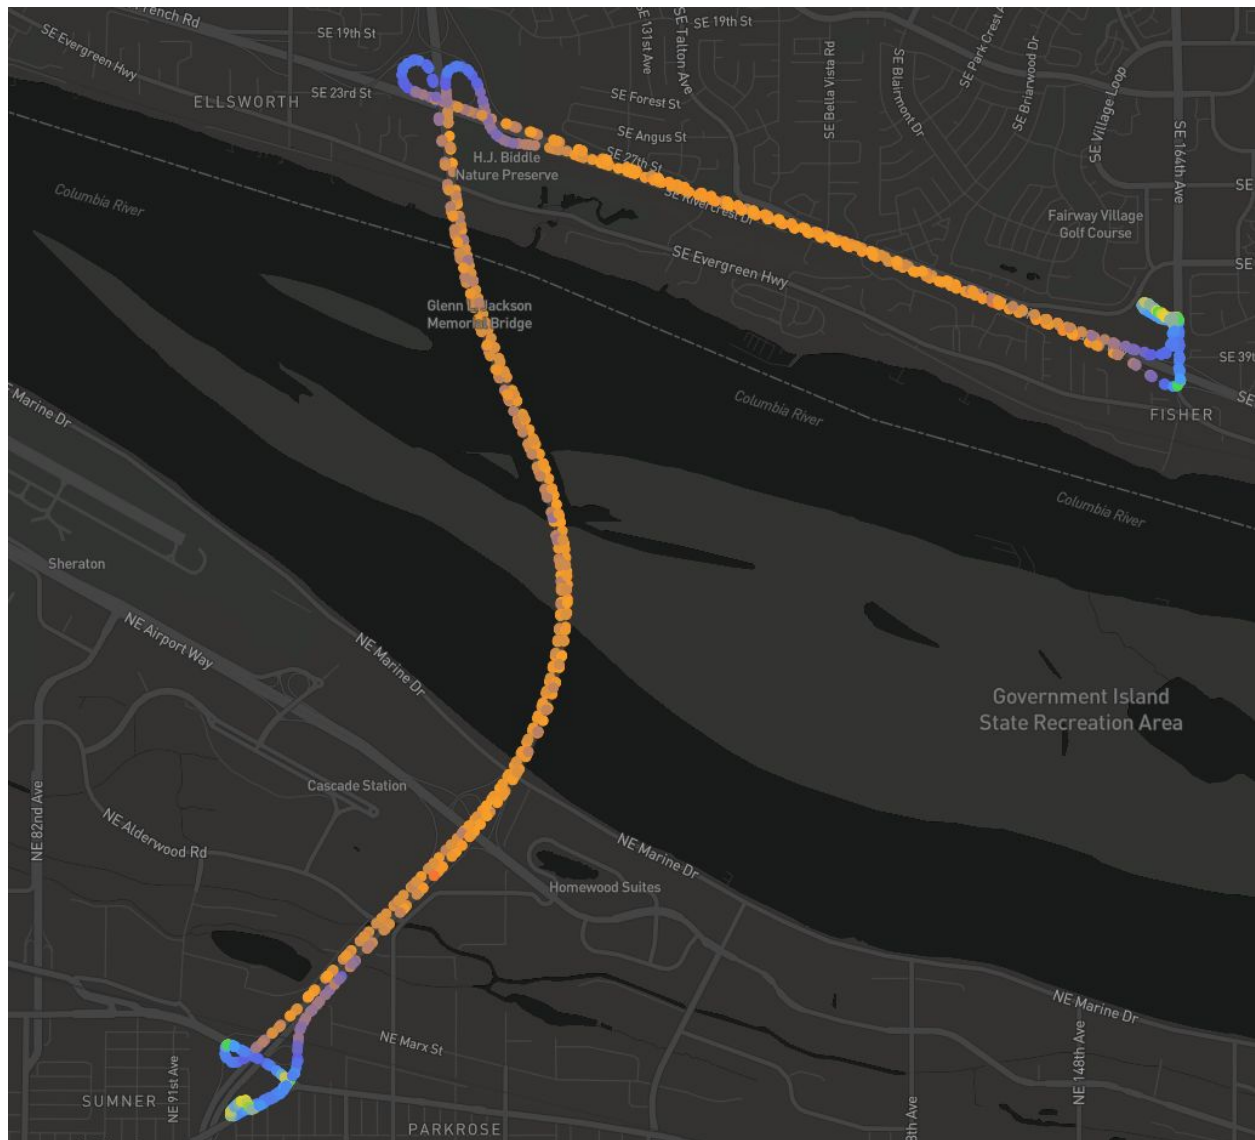 French Rd
SE 19th St
SE 131st Ave
SE Talton Ave
SE 19th St
SE Park Crest
SE Evergreen Hwy
SE Bella Vista Rd
SE Blairmont Dr
SE Briarwood Dr
SE Village Loop
SE 164th Ave
ELLSWORTH
SE 23rd St
SE Forest St
SE Angus St
SE 27th St
H.J. Biddle
Nature Preserve
SE
SE Rivercrest Dr
Columbia River
Fairway Village
Golf Course
SE Evergreen Hwy
SE
Glenn L. Jackson
Memorial Bridge
SE 39t
Columbia River
SE
FISHER
E Marine Dr
Columbia River
Sheraton
NE Airport Way
NE Marine Dr
Government Island
State Recreation Area
Cascade Station
NE 82nd Ave
NE Alderwood Rd
NE Marine Dr
Homewood Suites
NE Marine Dr
NE Marx St
NE 148th Ave
NE 91st Ave
SUMNER
8th Ave
PARKROSE